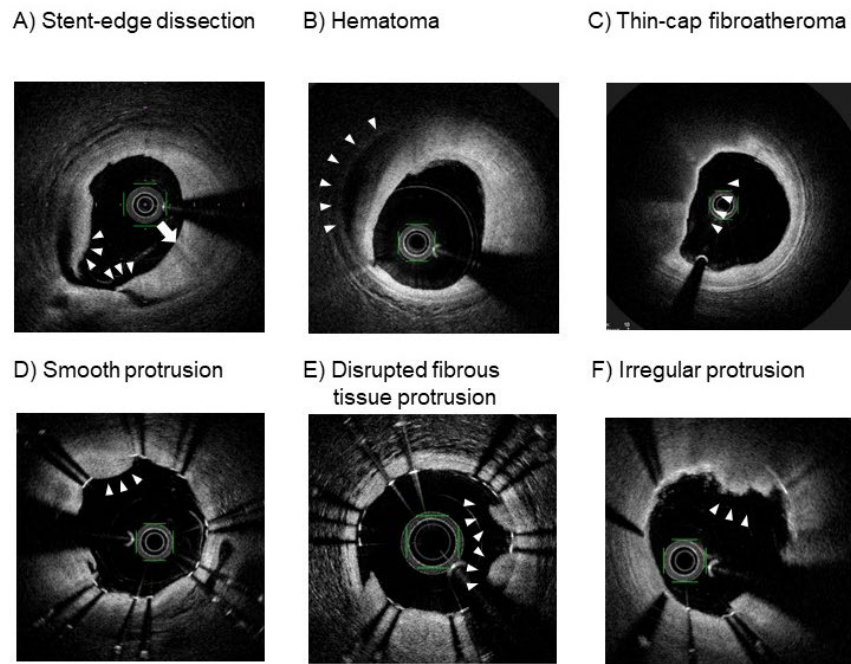 A) Stent-edge dissection
B) Hematoma
C) Thin-cap fibroatheroma
D) Smooth protrusion
E) Disrupted fibrous
tissue protrusion
F) Irregular protrusion